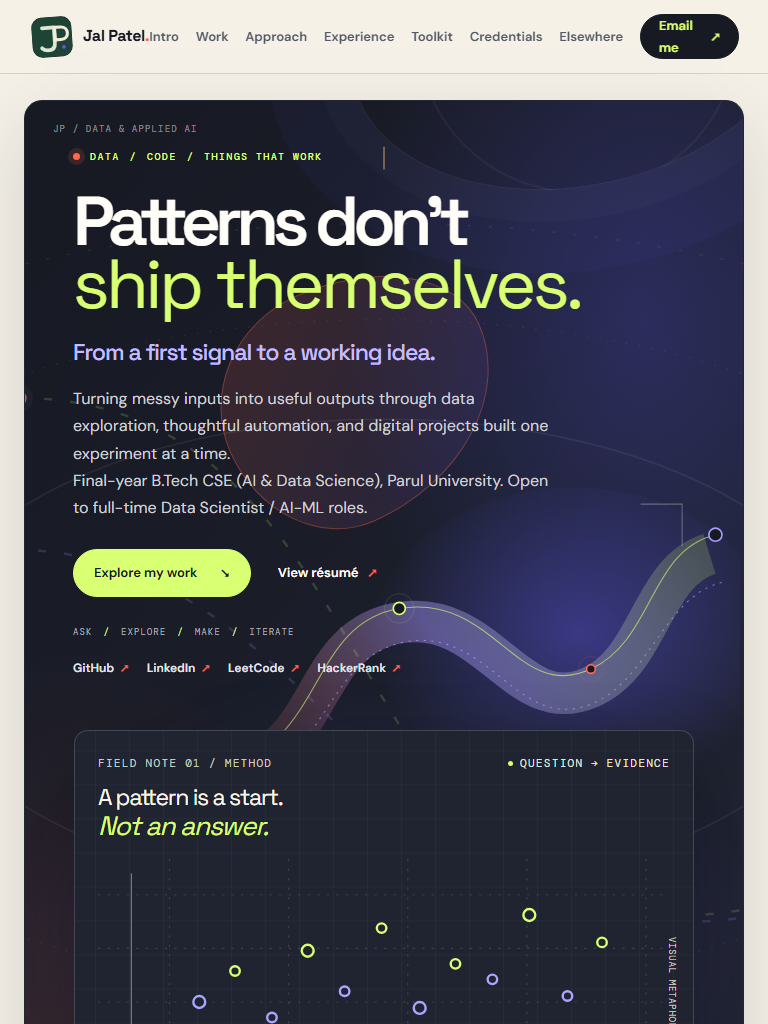 JP
Jal Patel.
Intro Work Approach Experience Toolkit Credentials Elsewhere
Email me ↗
JP / DATA & APPLIED AI
DATA / CODE / THINGS THAT WORK
Patterns don't
ship themselves.
From a first signal to a working idea.
Turning messy inputs into useful outputs through data
exploration, thoughtful automation, and digital projects built one
experiment at a time.
Final-year B.Tech CSE (AI & Data Science), Parul University. Open
to full-time Data Scientist / AI-ML roles.
Explore my work ↘ View résumé ↗
ASK / EXPLORE / MAKE / ITERATE
GitHub ↗ LinkedIn ↗ LeetCode ↗ HackerRank ↗
FIELD NOTE 01 / METHOD
QUESTION → EVIDENCE
A pattern is a start.
Not an answer.
VISUAL